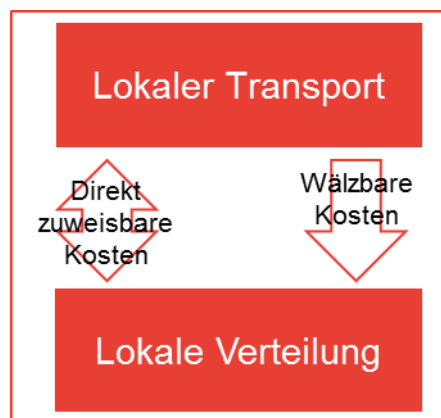 Lokaler Transport
Direkt
zuweisbare
Kosten
Wälzbare
Kosten
Lokale Verteilung